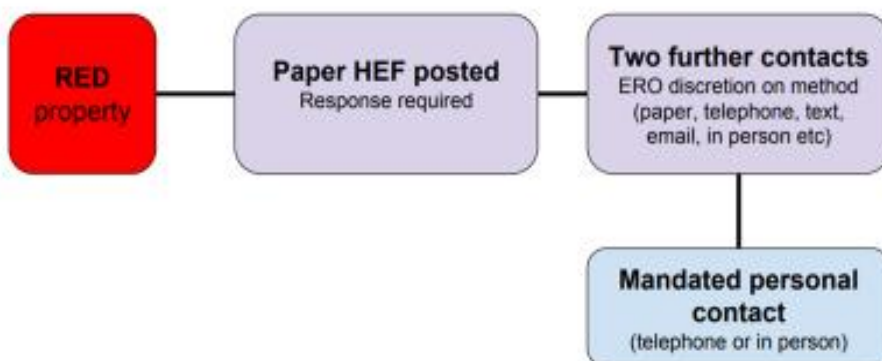 RED
property
Paper HEF posted
Response required
Two further contacts
ERO discretion on method
(paper, telephone, text,
email, in person etc)
Mandated personal
contact
(telephone or in person)